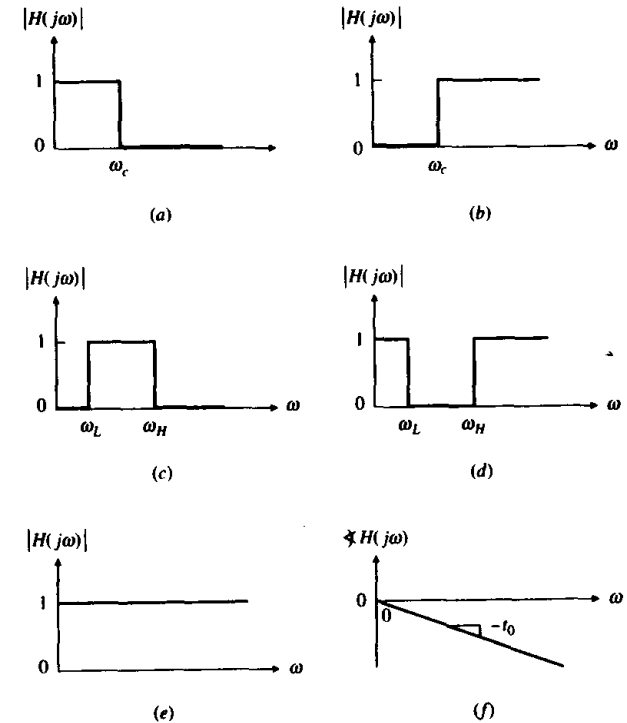 |H(jω)|
1
0
ω_c
(a)
|H(jω)|
1
0
ω_c
ω
(b)
|H(jω)|
1
0
ω_L
ω_H
ω
(c)
|H(jω)|
1
0
ω_L
ω_H
ω
(d)
|H(jω)|
1
0
ω
(e)
∢H(jω)
0
0
-t₀
ω
(f)